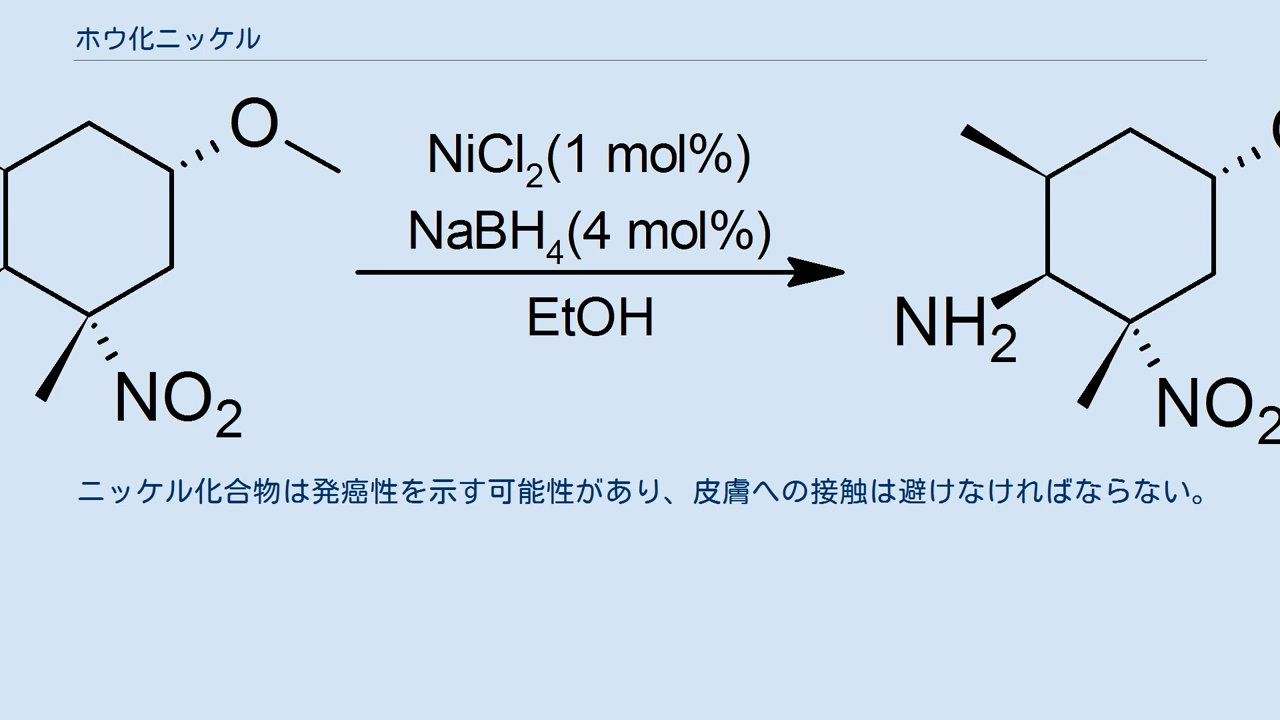 ホウ化ニッケル
O
NiCl2(1 mol%)
NaBH4(4 mol%)
EtOH
NH2
NO2
NO2
ニッケル化合物は発癌性を示す可能性があり、皮膚への接触は避けなければならない。